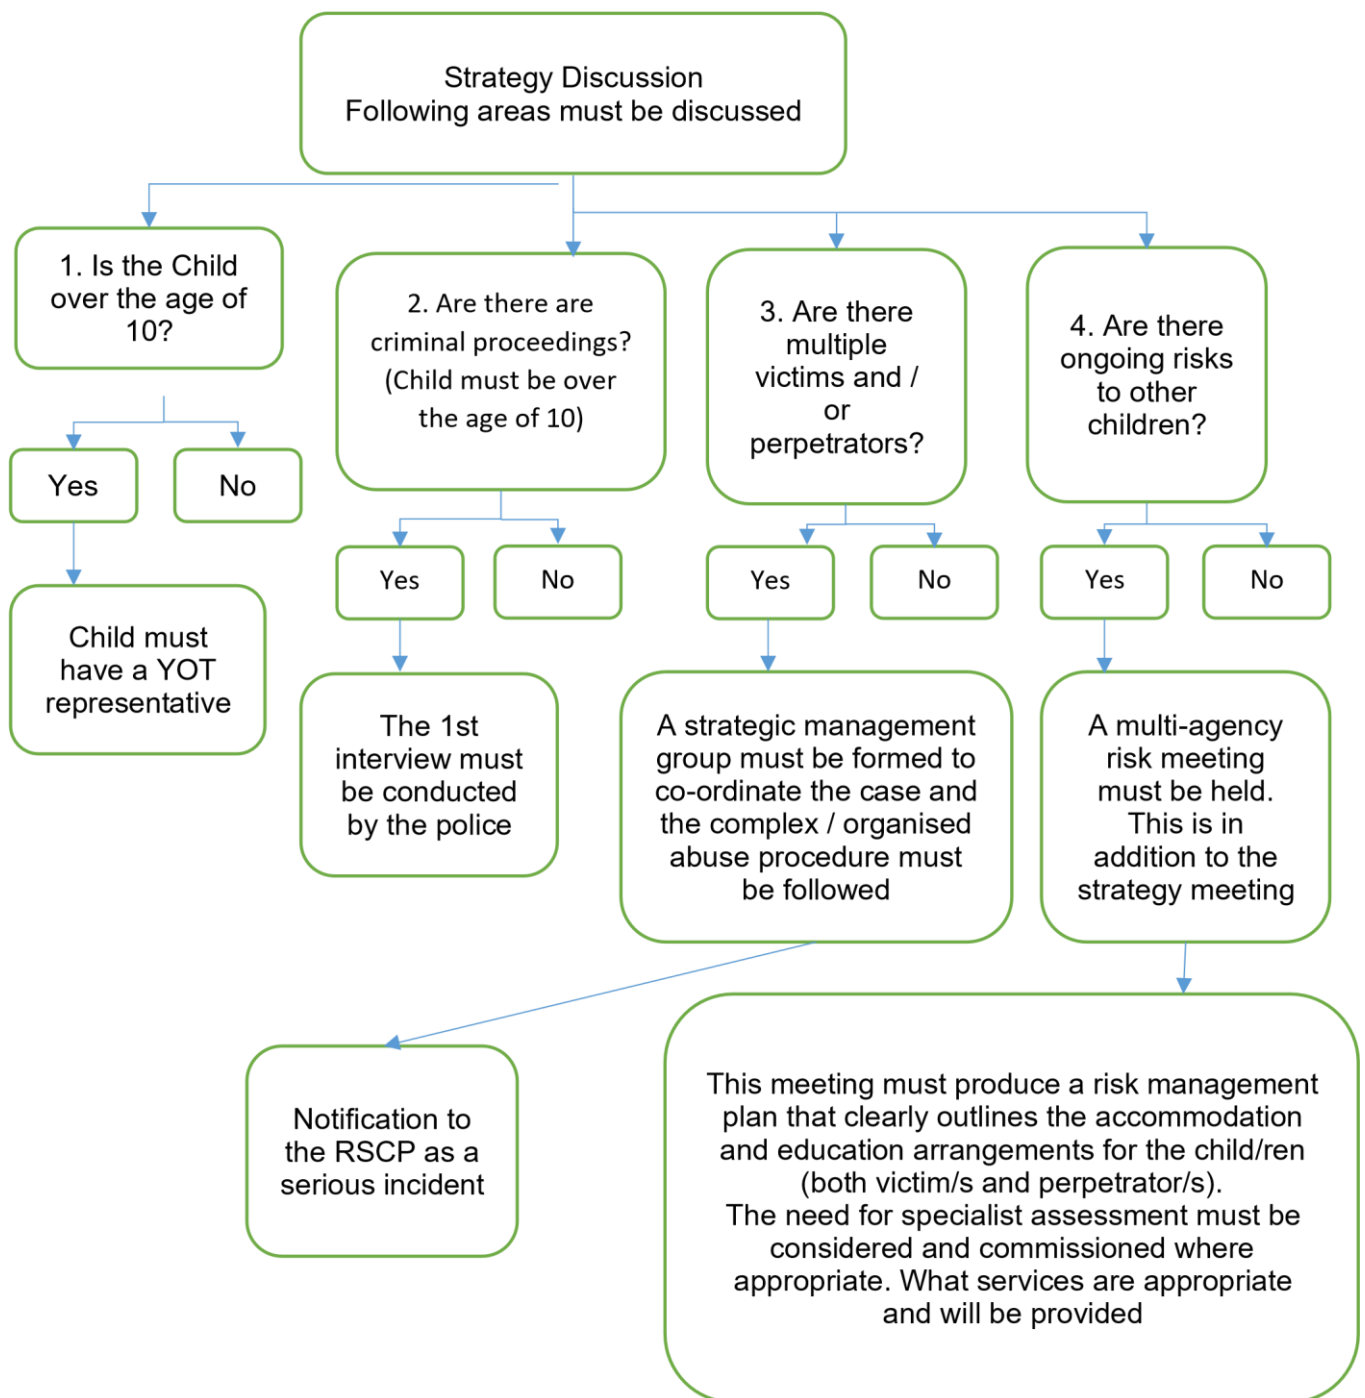 Strategy Discussion
Following areas must be discussed
1. Is the Child
over the age of
10?
2. Are there are
criminal proceedings?
(Child must be over
the age of 10)
3. Are there
multiple
victims and /
or
perpetrators?
4. Are there
ongoing risks
to other
children?
Yes
No
Yes
No
Yes
No
Yes
No
Child must
have a YOT
representative
The 1st
interview must
be conducted
by the police
A strategic management
group must be formed to
co-ordinate the case and
the complex / organised
abuse procedure must
be followed
A multi-agency
risk meeting
must be held.
This is in
addition to the
strategy meeting
Notification to
the RSCP as a
serious incident
This meeting must produce a risk management
plan that clearly outlines the accommodation
and education arrangements for the child/ren
(both victim/s and perpetrator/s).
The need for specialist assessment must be
considered and commissioned where
appropriate. What services are appropriate
and will be provided